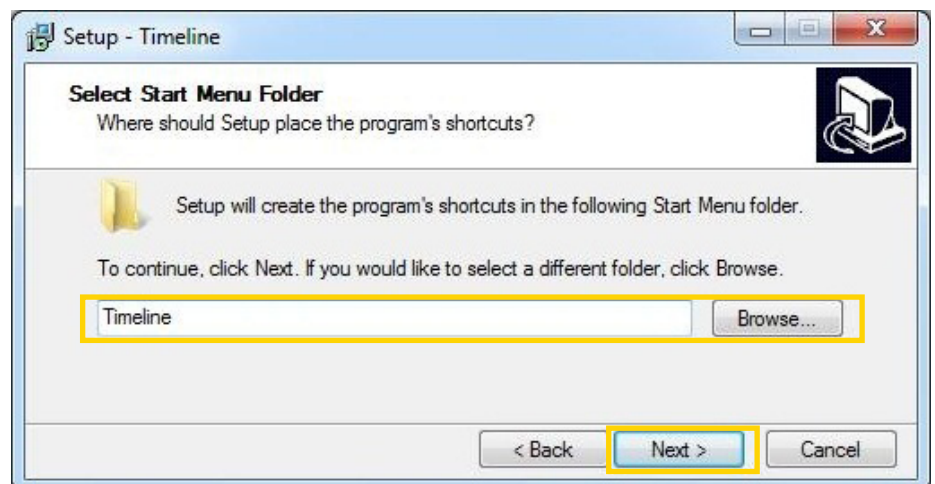 Setup - Timeline
Select Start Menu Folder
Where should Setup place the program's shortcuts?
Setup will create the program's shortcuts in the following Start Menu folder.
To continue, click Next. If you would like to select a different folder, click Browse.
Timeline
Browse...
< Back
Next >
Cancel